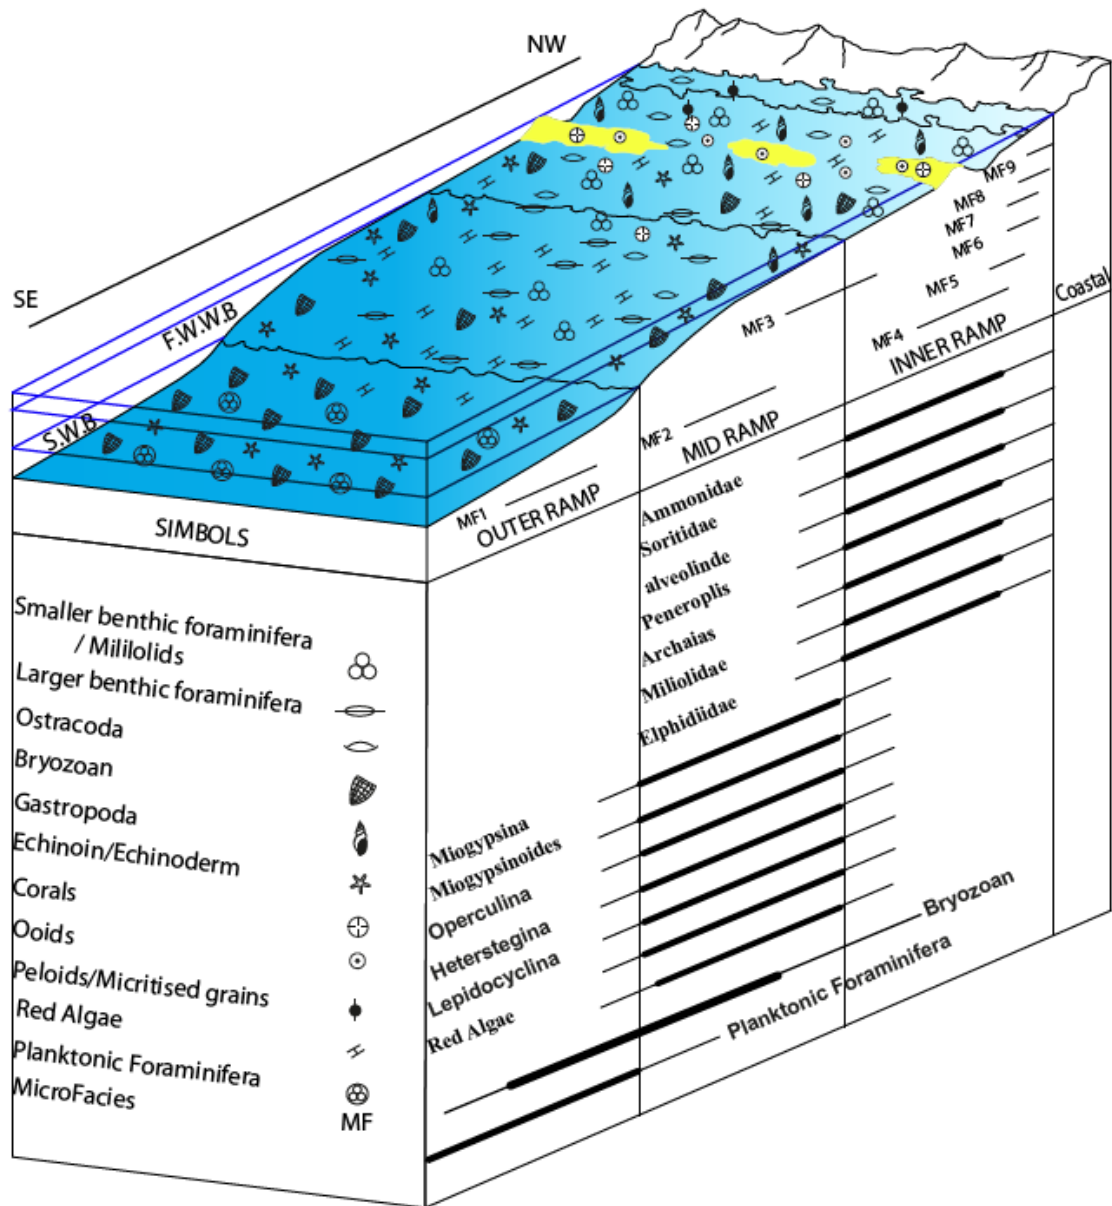 NW
SE
F.W.W.B
S.W.B
MF9
MF8
MF7
MF6
MF5
MF4
MF3
MF2
MF1
Coastal
INNER RAMP
MID RAMP
OUTER RAMP
SIMBOLS
Smaller benthic foraminifera
/ Mililolids
Larger benthic foraminifera
Ostracoda
Bryozoan
Gastropoda
Echinoin/Echinoderm
Corals
Ooids
Peloids/Micritised grains
Red Algae
Planktonic Foraminifera
MicroFacies
MF
Ammonidae
Soritidae
alveolinde
Peneroplis
Archaias
Miliolidae
Elphidiidae
Miogypsina
Miogypsinoides
Operculina
Heterstegina
Lepidocyclina
Red Algae
Bryozoan
Planktonic Foraminifera